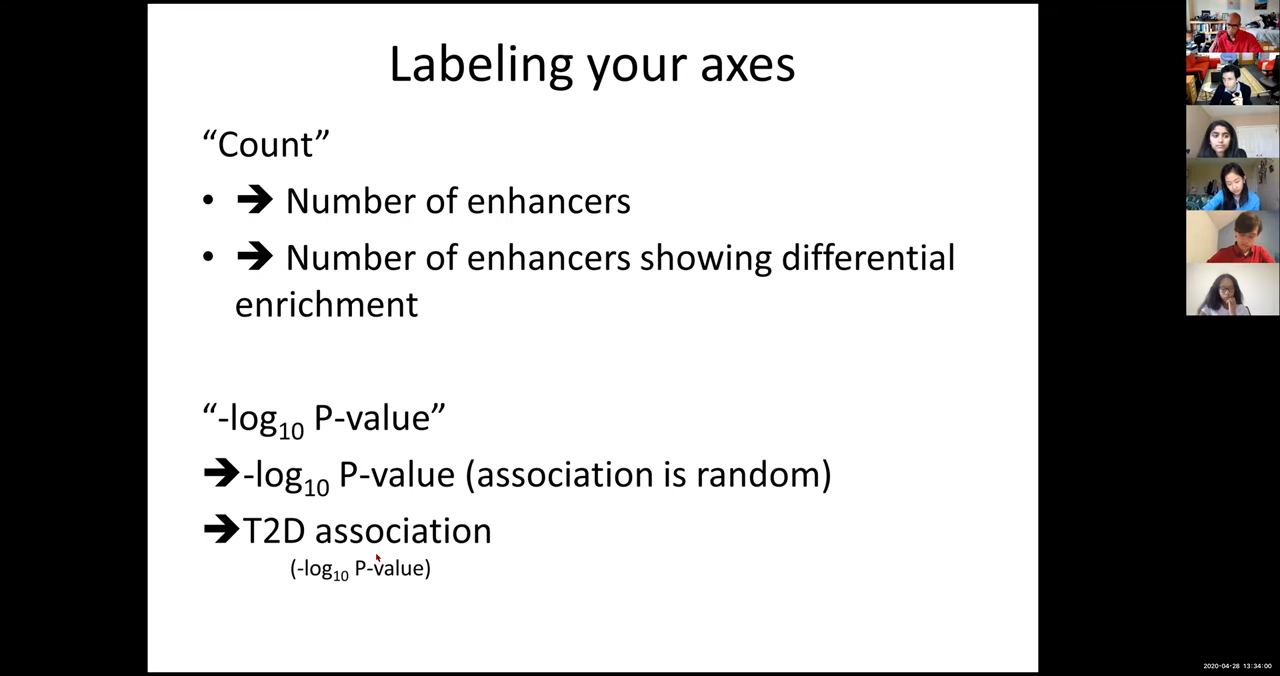 Labeling your axes
“Count”
• ➔ Number of enhancers
• ➔ Number of enhancers showing differential
enrichment
“-log₁₀ P-value”
➔-log₁₀ P-value (association is random)
➔T2D association
(-log₁₀ P-value)
2020-04-28 13:34:00